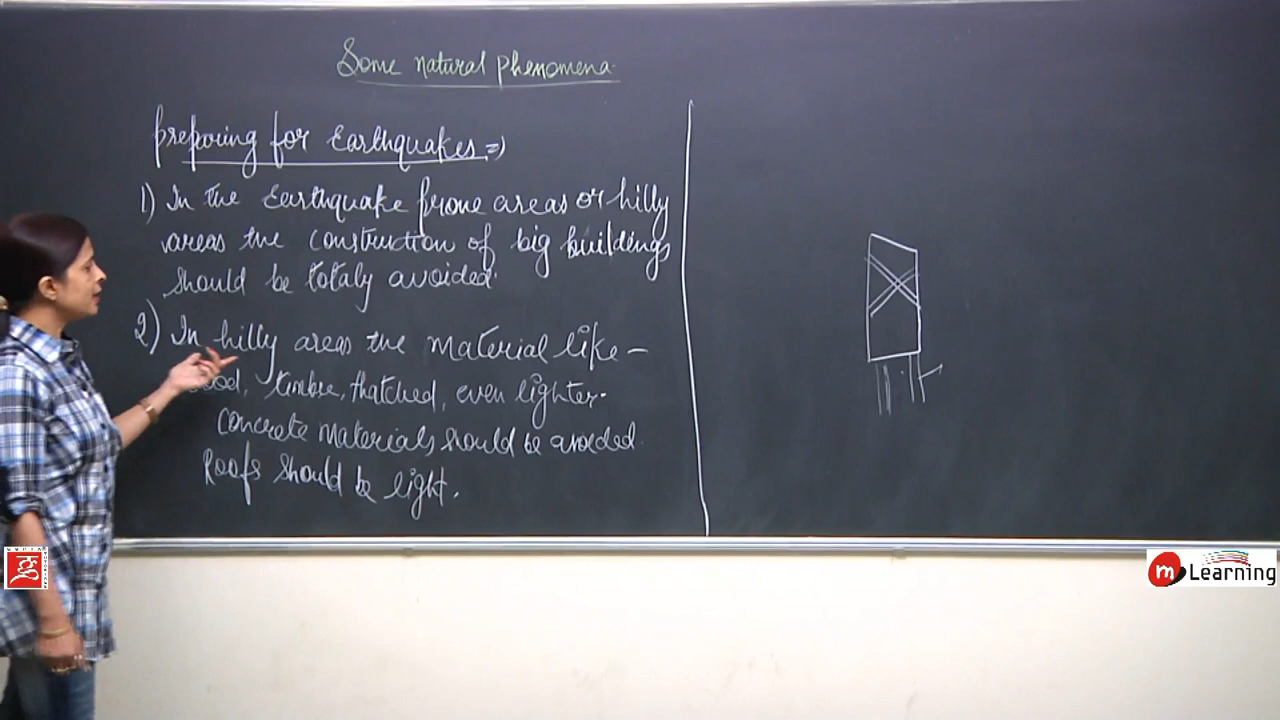 Some natural phenomena.
preparing for Earthquakes =)
1) In the Earthquake prone areas or hilly
areas the construction of big buildings
should be totaly avoided.
2) In hilly areas the material like -
timbre, thatched, even lighter
concrete materials should be avoided.
Roofs should be light.
m Learning